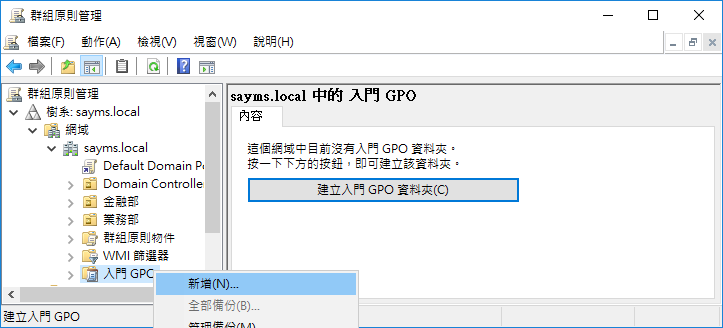 群組原則管理
檔案(F) 動作(A) 檢視(V) 視窗(W) 說明(H)
群組原則管理
樹系: sayms.local
網域
sayms.local
Default Domain Po
Domain Controller
金融部
業務部
群組原則物件
WMI 篩選器
入門 GPO
sayms.local 中的 入門 GPO
內容
這個網域中目前沒有入門 GPO 資料夾。
按一下下方的按鈕，即可建立該資料夾。
建立入門 GPO 資料夾(C)
新增(N)...
全部備份(B)...
管理備份(M)
建立入門 GPO